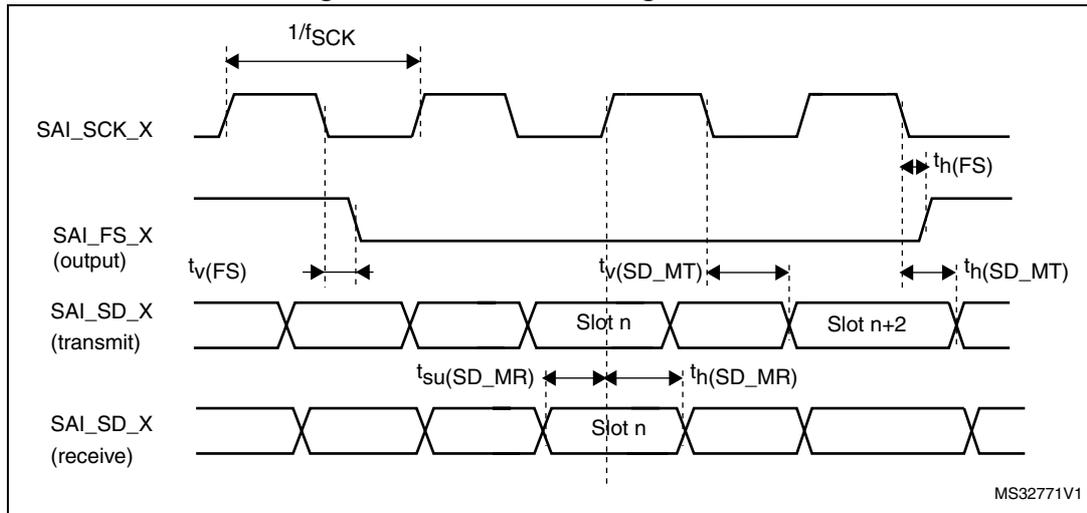 1/fSCK
SAI_SCK_X
th(FS)
SAI_FS_X
(output)
tv(FS)
tv(SD_MT)
th(SD_MT)
SAI_SD_X
(transmit)
Slot n
Slot n+2
tsu(SD_MR)
th(SD_MR)
SAI_SD_X
(receive)
Slot n
MS32771V1